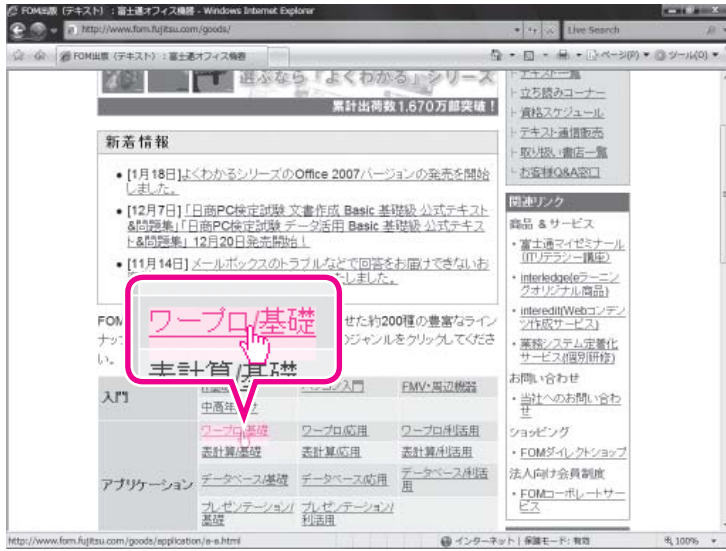 FOM出版（テキスト）：富士通オフィス機器 - Windows Internet Explorer
http://www.fom.fujitsu.com/goods/
Live Search
FOM出版（テキスト）：富士通オフィス機器
ページ(P)
ツール(O)
選ぶなら『よくわかる』シリーズ
累計出荷数1,670万部突破！
新着情報
• [1月18日]よくわかるシリーズのOffice 2007バージョンの発売を開始
しました。
• [12月7日]「日商PC検定試験 文書作成 Basic 基礎級 公式テキスト
&問題集」「日商PC検定試験 データ活用 Basic 基礎級 公式テキス
ト&問題集」12月20日発売開始！
• [11月14日]メールボックスのトラブルなどで回答をお届けできないお
たしました。
FOM
せた約200種の豊富なライン
ナッ
のジャンルをクリックしてくださ
い。
ワープロ/基礎
表計算/基礎
入門
パソコン入門
FMV・周辺機器
中高年
アプリケーション
ワープロ/基礎
ワープロ/応用
ワープロ/利活用
表計算/基礎
表計算/応用
表計算/利活用
データベース/基礎
データベース/応用
データベース/利活
用
プレゼンテーション/
基礎
プレゼンテーション/
利活用
テキスト一覧
立ち読みコーナー
資格スケジュール
テキスト通信販売
取り扱い書店一覧
お客様Q&A窓口
関連リンク
商品 & サービス
・富士通マイゼミナール
(ITリテラシー講座)
・interledge(eラーニン
グオリジナル商品)
・interedit(Webコンテン
ツ作成サービス)
・業務システム定着化
サービス(個別研修)
お問い合わせ
・当社へのお問い合わ
せ
ショッピング
・FOMダイレクトショップ
法人向け会員制度
・FOMコーポレートサー
ビス
http://www.fom.fujitsu.com/goods/application/a-a.html
インターネット | 保護モード: 有効
100%